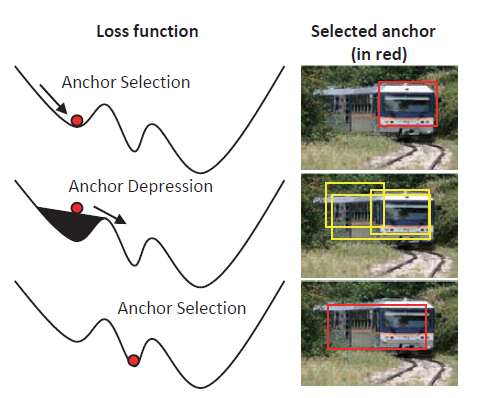 Loss function
Selected anchor
(in red)
Anchor Selection
Anchor Depression
Anchor Selection